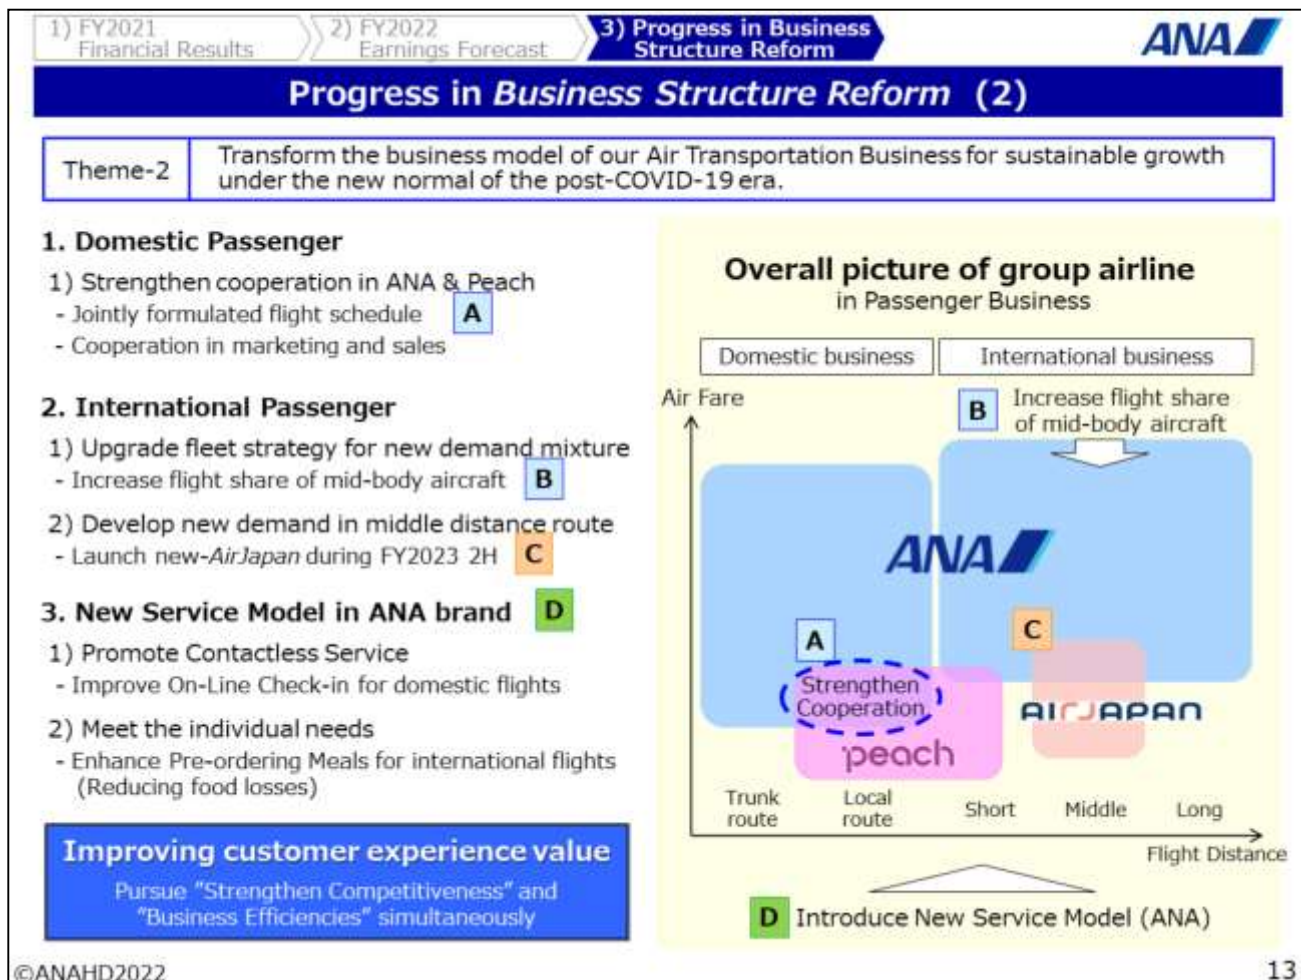 1) FY2021
Financial Results
2) FY2022
Earnings Forecast
3) Progress in Business
Structure Reform
ANA
Progress in Business Structure Reform (2)
Theme-2
Transform the business model of our Air Transportation Business for sustainable growth
under the new normal of the post-COVID-19 era.
1. Domestic Passenger
1) Strengthen cooperation in ANA & Peach
- Jointly formulated flight schedule A
- Cooperation in marketing and sales
2. International Passenger
1) Upgrade fleet strategy for new demand mixture
- Increase flight share of mid-body aircraft B
2) Develop new demand in middle distance route
- Launch new-AirJapan during FY2023 2H C
3. New Service Model in ANA brand D
1) Promote Contactless Service
- Improve On-Line Check-in for domestic flights
2) Meet the individual needs
- Enhance Pre-ordering Meals for international flights
(Reducing food losses)
Improving customer experience value
Pursue "Strengthen Competitiveness" and
"Business Efficiencies" simultaneously
Overall picture of group airline
in Passenger Business
Domestic business
International business
Air Fare
B Increase flight share
of mid-body aircraft
ANA
A
C
Strengthen
Cooperation
AIRJAPAN
peach
Trunk
route
Local
route
Short
Middle
Long
Flight Distance
D Introduce New Service Model (ANA)
©ANAHD2022
13